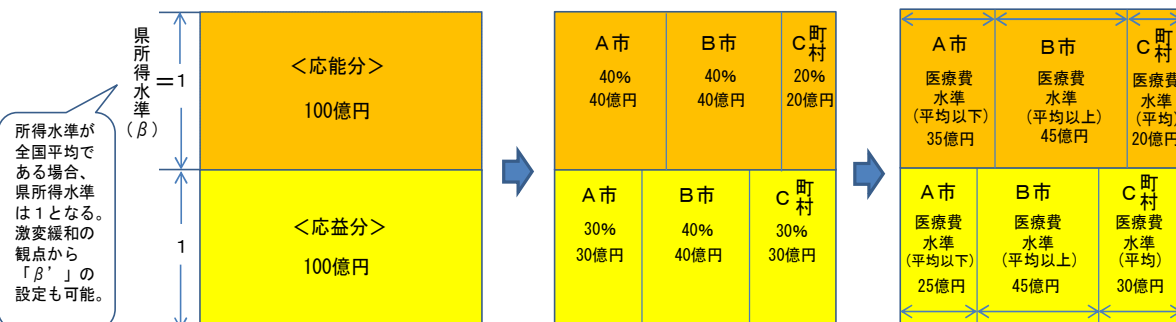 県所得水準(β)
＝1
1
所得水準が
全国平均で
ある場合、
県所得水準
は１となる。
激変緩和の
観点から
「β’」の
設定も可能。
＜応能分＞
100億円
＜応益分＞
100億円
Ａ市
40%
40億円
Ｂ市
40%
40億円
Ｃ町村
20%
20億円
Ａ市
30%
30億円
Ｂ市
40%
40億円
Ｃ町村
30%
30億円
Ａ市
医療費
水準
(平均以下)
35億円
Ｂ市
医療費
水準
(平均以上)
45億円
Ｃ町村
医療費
水準
(平均)
20億円
Ａ市
医療費
水準
(平均以下)
25億円
Ｂ市
医療費
水準
(平均以上)
45億円
Ｃ町村
医療費
水準
(平均)
30億円